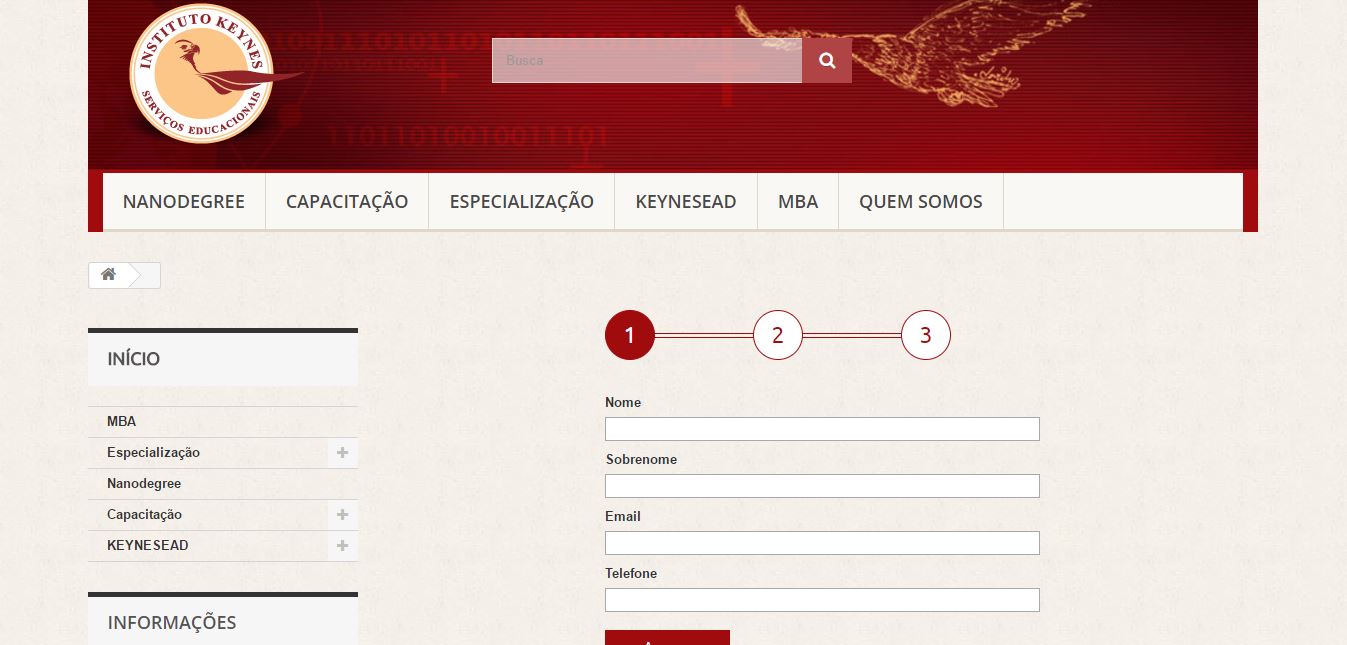 INSTITUTO KEYNES
SERVIÇOS EDUCACIONAIS
Busca
11011010010011101
NANODEGREE
CAPACITAÇÃO
ESPECIALIZAÇÃO
KEYNESEAD
MBA
QUEM SOMOS
1
2
3
INÍCIO
MBA
Especialização
Nanodegree
Capacitação
KEYNESEAD
INFORMAÇÕES
Nome
Sobrenome
Email
Telefone